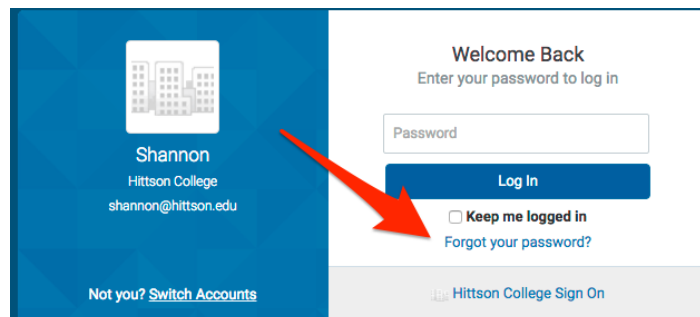 Shannon
Hittson College
shannon@hittson.edu
Not you? Switch Accounts
Welcome Back
Enter your password to log in
Password
Log In
Keep me logged in
Forgot your password?
Hittson College Sign On